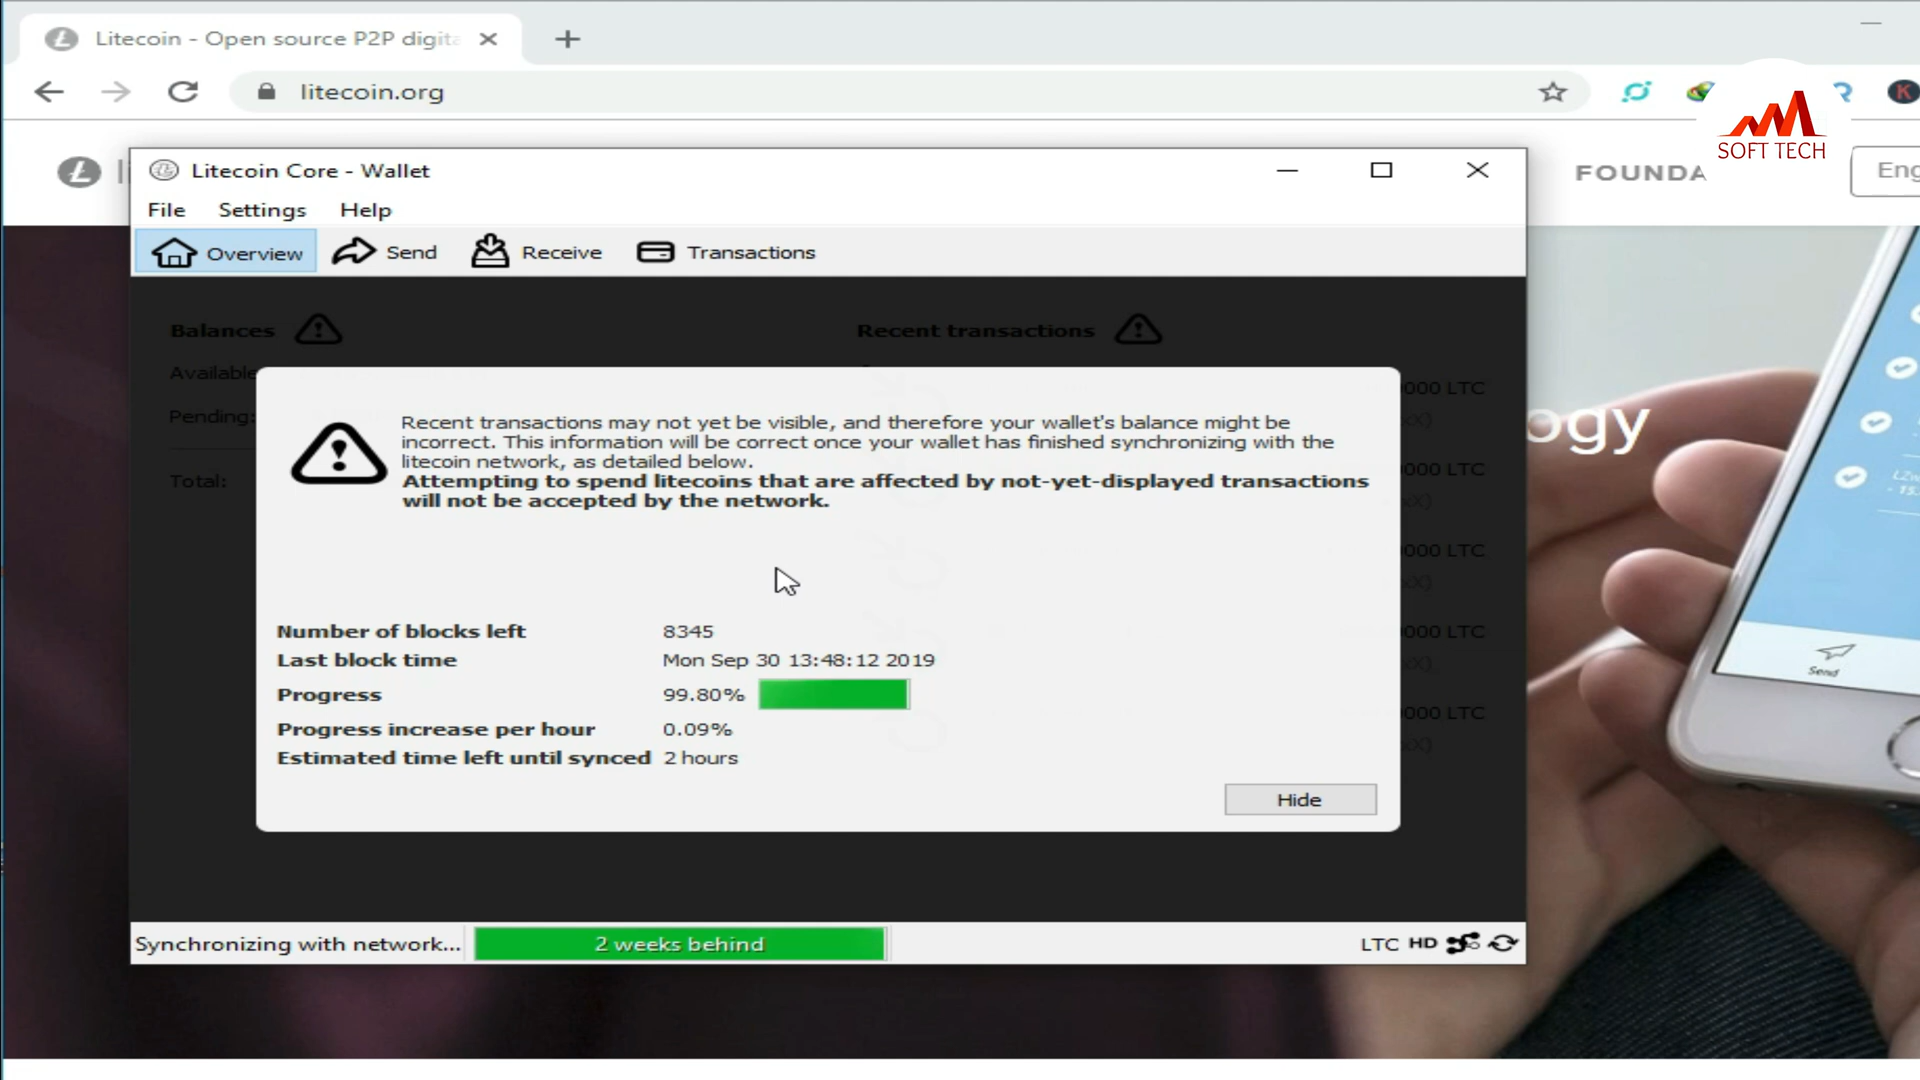 Litecoin - Open source P2P digita
litecoin.org
SOFT TECH
FOUNDA
Eng
Litecoin Core - Wallet
File Settings Help
Overview Send Receive Transactions
Balances
Recent transactions
Available
Pending:
Total:
000 LTC
000 LTC
000 LTC
000 LTC
000 LTC
Recent transactions may not yet be visible, and therefore your wallet's balance might be
incorrect. This information will be correct once your wallet has finished synchronizing with the
litecoin network, as detailed below.
Attempting to spend litecoins that are affected by not-yet-displayed transactions
will not be accepted by the network.
Number of blocks left 8345
Last block time Mon Sep 30 13:48:12 2019
Progress 99.80%
Progress increase per hour 0.09%
Estimated time left until synced 2 hours
Hide
Synchronizing with network... 2 weeks behind LTC HD
ogy
Send